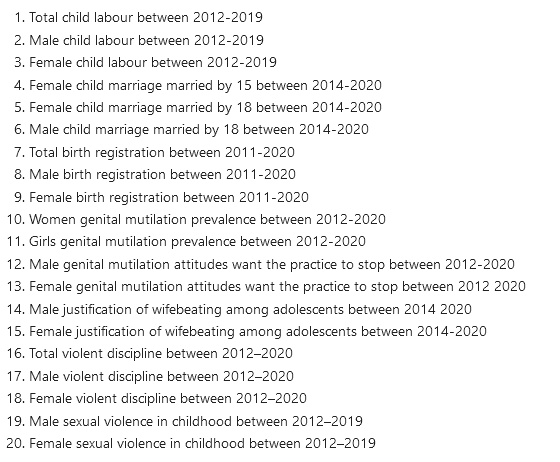 1. Total child labour between 2012-2019
2. Male child labour between 2012-2019
3. Female child labour between 2012-2019
4. Female child marriage married by 15 between 2014-2020
5. Female child marriage married by 18 between 2014-2020
6. Male child marriage married by 18 between 2014-2020
7. Total birth registration between 2011-2020
8. Male birth registration between 2011-2020
9. Female birth registration between 2011-2020
10. Women genital mutilation prevalence between 2012-2020
11. Girls genital mutilation prevalence between 2012-2020
12. Male genital mutilation attitudes want the practice to stop between 2012-2020
13. Female genital mutilation attitudes want the practice to stop between 2012 2020
14. Male justification of wifebeating among adolescents between 2014 2020
15. Female justification of wifebeating among adolescents between 2014-2020
16. Total violent discipline between 2012–2020
17. Male violent discipline between 2012–2020
18. Female violent discipline between 2012–2020
19. Male sexual violence in childhood between 2012–2019
20. Female sexual violence in childhood between 2012–2019